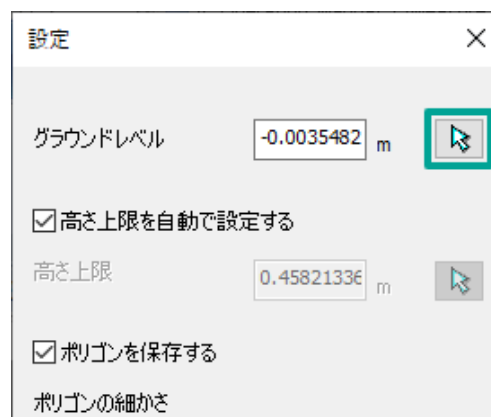 設定
グラウンドレベル -0.0035482 m
高さ上限を自動で設定する
高さ上限 0.45821336 m
ポリゴンを保存する
ポリゴンの細かさ